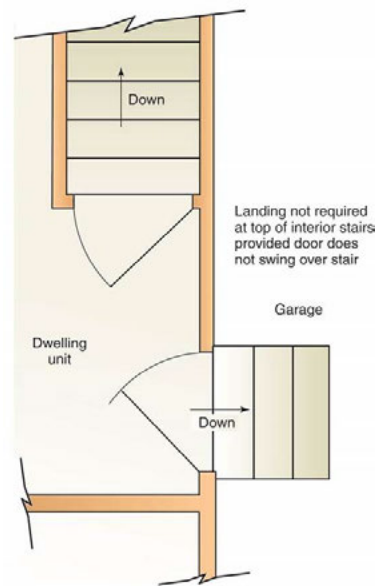 Down
Landing not required
at top of interior stairs
provided door does
not swing over stair
Garage
Dwelling
unit
Down